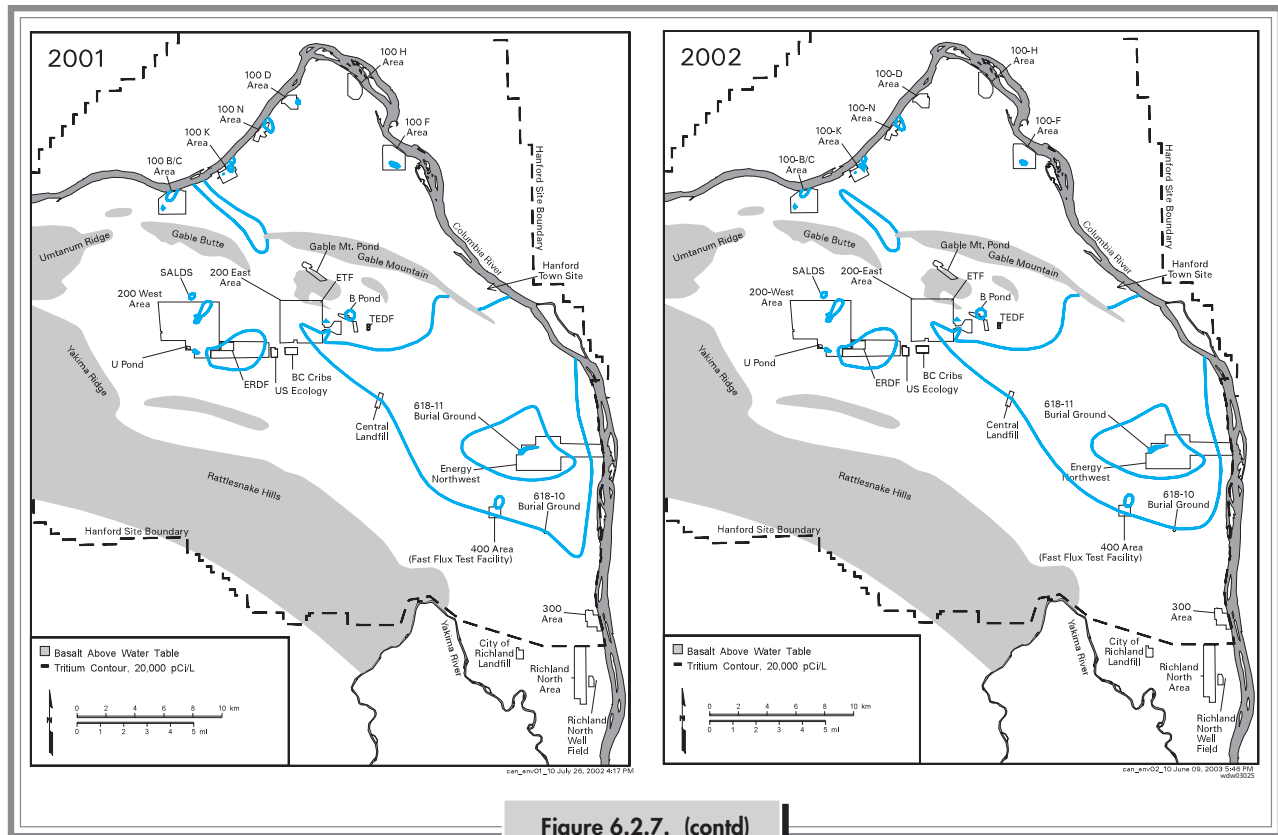 2001
100 H
Area
100 D
Area
100 N
Area
100 K
Area
100 F
Area
100 B/C
Area
Hanford Site Boundary
Columbia River
Umtanum Ridge
Gable Butte
Gable Mt. Pond
Gable Mountain
Hanford
Town Site
SALDS
200 East
Area
ETF
200 West
Area
B Pond
TEDF
U Pond
Yakima Ridge
ERDF
BC Cribs
US Ecology
Central
Landfill
618-11
Burial Ground
Energy
Northwest
Rattlesnake Hills
618-10
Burial Ground
Hanford Site Boundary
400 Area
(Fast Flux Test Facility)
300
Area
Yakima River
City of
Richland
Landfill
Richland
North
Area
Richland
North
Well
Field
Basalt Above Water Table
Tritium Contour, 20,000 pCi/L
0 2 4 6 8 10 km
0 1 2 3 4 5 mi
N
can_env01_10 July 26, 2002 4:17 PM
2002
100-H
Area
100-D
Area
100-N
Area
100-K
Area
100-F
Area
100-B/C
Area
Hanford Site Boundary
Columbia River
Umtanum Ridge
Gable Butte
Gable Mt. Pond
Gable Mountain
Hanford
Town Site
SALDS
200-East
Area
ETF
200-West
Area
B Pond
TEDF
U Pond
Yakima Ridge
ERDF
BC Cribs
US Ecology
Central
Landfill
618-11
Burial Ground
Energy
Northwest
Rattlesnake Hills
618-10
Burial Ground
Hanford Site Boundary
400 Area
(Fast Flux Test Facility)
300
Area
Yakima River
City of
Richland
Landfill
Richland
North
Area
Richland
North
Well
Field
Basalt Above Water Table
Tritium Contour, 20,000 pCi/L
0 2 4 6 8 10 km
0 1 2 3 4 5 mi
N
can_env02_10 June 09, 2003 5:46 PM
wdw03025
Figure 6.2.7. (contd)